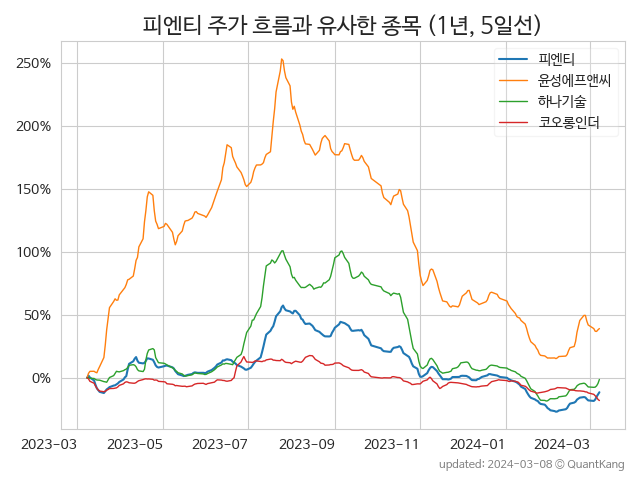 피엔티 주가 흐름과 유사한 종목 (1년, 5일선)
피엔티
윤성에프앤씨
하나기술
코오롱인더
250%
200%
150%
100%
50%
0%
2023-03 2023-05 2023-07 2023-09 2023-11 2024-01 2024-03
updated: 2024-03-08 © QuantKang